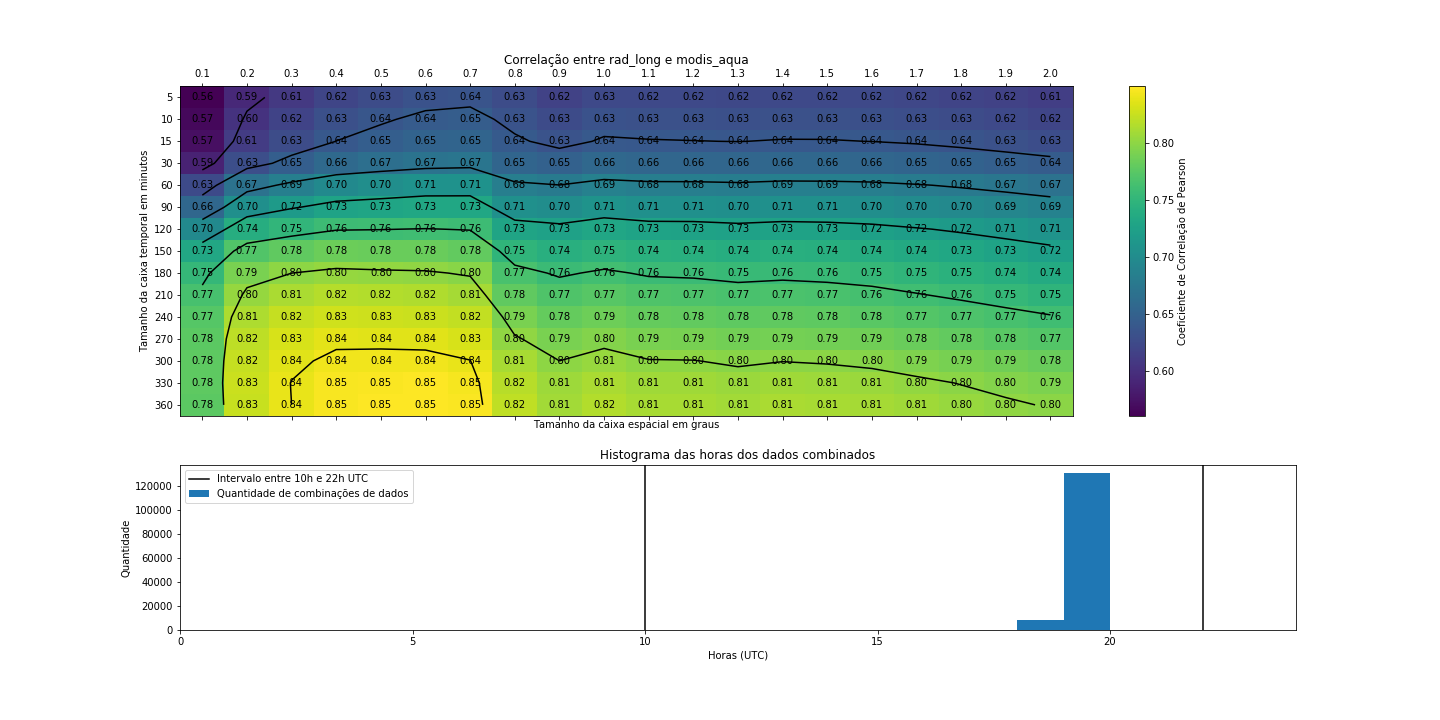 Correlação entre rad_long e modis_aqua
0.1 0.2 0.3 0.4 0.5 0.6 0.7 0.8 0.9 1.0 1.1 1.2 1.3 1.4 1.5 1.6 1.7 1.8 1.9 2.0
5 0.56 0.59 0.61 0.62 0.63 0.63 0.64 0.63 0.62 0.63 0.62 0.62 0.62 0.62 0.62 0.62 0.62 0.62 0.62 0.61
10 0.57 0.60 0.62 0.63 0.64 0.64 0.65 0.63 0.63 0.63 0.63 0.63 0.63 0.63 0.63 0.63 0.63 0.63 0.62 0.62
15 0.57 0.61 0.63 0.64 0.65 0.65 0.65 0.64 0.63 0.64 0.64 0.64 0.64 0.64 0.64 0.64 0.64 0.64 0.63 0.63
30 0.59 0.63 0.65 0.66 0.67 0.67 0.67 0.65 0.65 0.66 0.66 0.66 0.66 0.66 0.66 0.66 0.65 0.65 0.65 0.64
60 0.63 0.67 0.69 0.70 0.70 0.71 0.71 0.68 0.68 0.69 0.68 0.68 0.68 0.69 0.69 0.68 0.68 0.68 0.67 0.67
90 0.66 0.70 0.72 0.73 0.73 0.73 0.73 0.71 0.70 0.71 0.71 0.71 0.70 0.71 0.71 0.70 0.70 0.70 0.69 0.69
120 0.70 0.74 0.75 0.76 0.76 0.76 0.76 0.73 0.73 0.73 0.73 0.73 0.73 0.73 0.73 0.72 0.72 0.72 0.71 0.71
150 0.73 0.77 0.78 0.78 0.78 0.78 0.78 0.75 0.74 0.75 0.74 0.74 0.74 0.74 0.74 0.74 0.74 0.73 0.73 0.72
180 0.75 0.79 0.80 0.80 0.80 0.80 0.80 0.77 0.76 0.76 0.76 0.76 0.75 0.76 0.76 0.75 0.75 0.75 0.74 0.74
210 0.77 0.80 0.81 0.82 0.82 0.82 0.81 0.78 0.77 0.77 0.77 0.77 0.77 0.77 0.77 0.76 0.76 0.76 0.75 0.75
240 0.77 0.81 0.82 0.83 0.83 0.83 0.82 0.79 0.78 0.79 0.78 0.78 0.78 0.78 0.78 0.78 0.77 0.77 0.77 0.76
270 0.78 0.82 0.83 0.84 0.84 0.84 0.83 0.80 0.79 0.80 0.79 0.79 0.79 0.79 0.79 0.79 0.78 0.78 0.78 0.77
300 0.78 0.82 0.84 0.84 0.84 0.84 0.84 0.81 0.80 0.81 0.80 0.80 0.80 0.80 0.80 0.80 0.79 0.79 0.79 0.78
330 0.78 0.83 0.84 0.85 0.85 0.85 0.85 0.82 0.81 0.81 0.81 0.81 0.81 0.81 0.81 0.81 0.80 0.80 0.80 0.79
360 0.78 0.83 0.84 0.85 0.85 0.85 0.85 0.82 0.81 0.82 0.81 0.81 0.81 0.81 0.81 0.81 0.81 0.80 0.80 0.80
Tamanho da caixa temporal em minutos
Tamanho da caixa espacial em graus
0.80
0.75
0.70
0.65
0.60
Coeficiente de Correlação de Pearson
Histograma das horas dos dados combinados
Intervalo entre 10h e 22h UTC
Quantidade de combinações de dados
120000
100000
80000
60000
40000
20000
0
Quantidade
0 5 10 15 20
Horas (UTC)